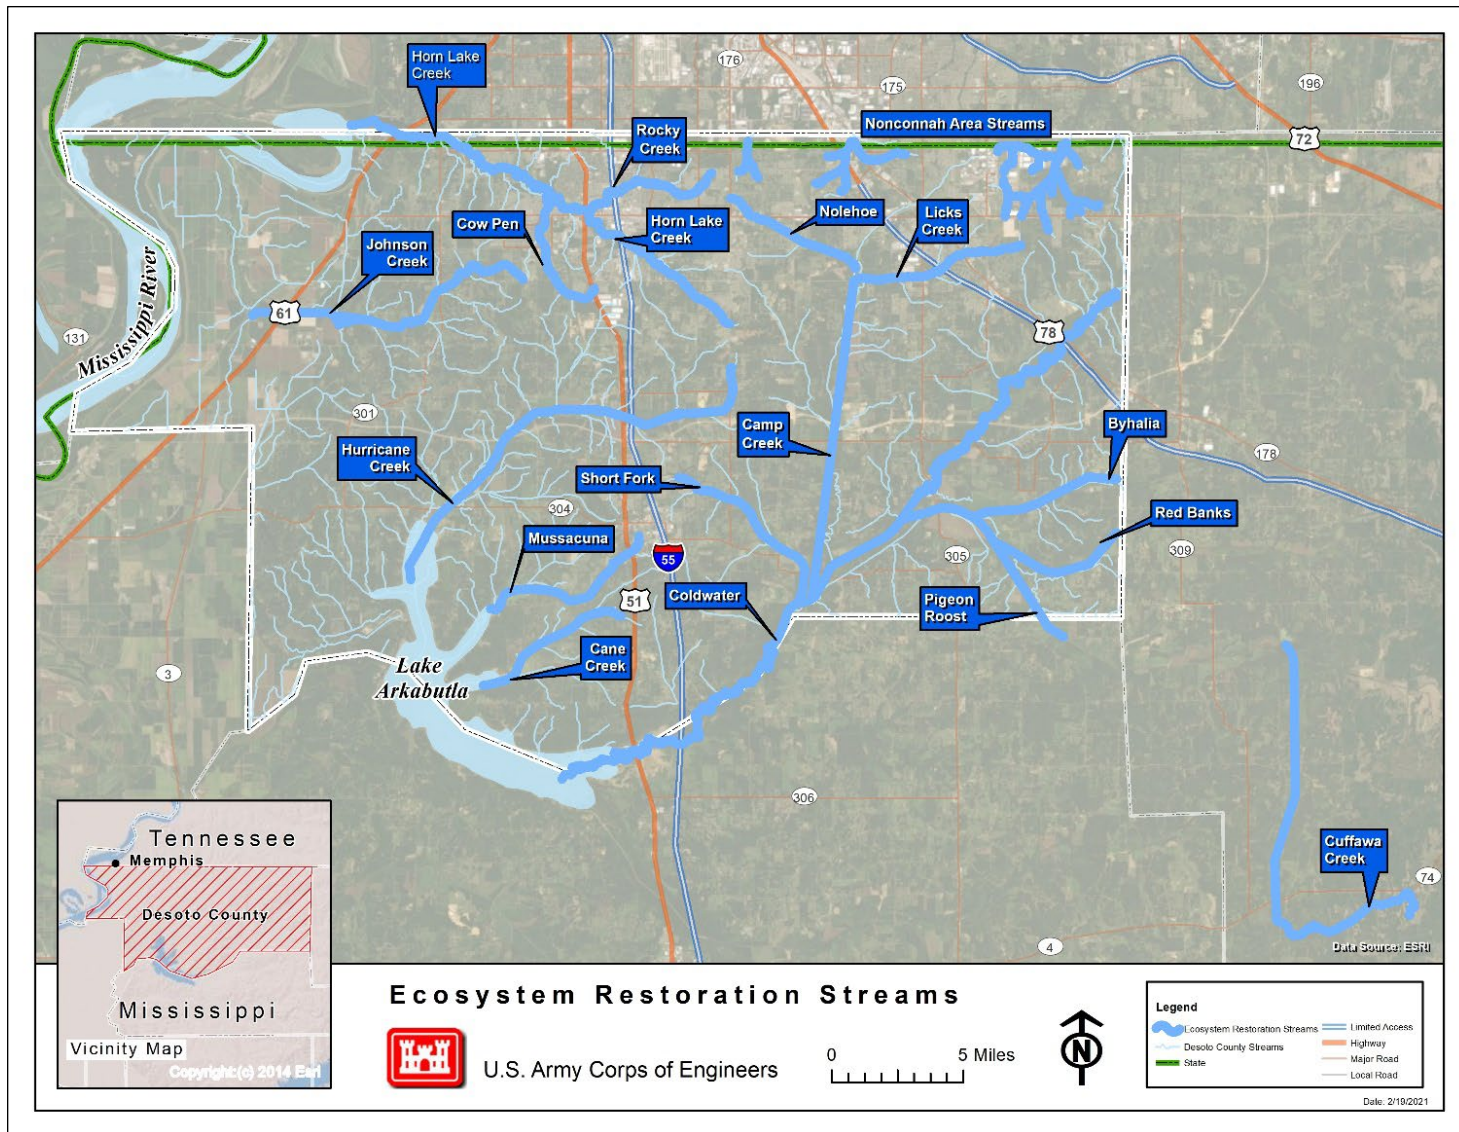 Horn Lake
Creek
176
175
196
Rocky
Creek
Nonconnah Area Streams
72
Cow Pen
Horn Lake
Creek
Nolehoe
Licks
Creek
Johnson
Creek
61
131
Mississippi River
78
301
Camp
Creek
Byhalia
Hurricane
Creek
178
Short Fork
304
Mussacuna
Red Banks
55
305
309
Coldwater
51
Pigeon
Roost
Cane
Creek
Lake
Arkabutla
3
306
Cuffawa
Creek
74
4
Data Source: ESRI
Tennessee
Memphis
Desoto County
Mississippi
Vicinity Map
Copyright:(c) 2014 Esri
Ecosystem Restoration Streams
U.S. Army Corps of Engineers
0 5 Miles
N
Legend
Ecosystem Restoration Streams
Desoto County Streams
State
Limited Access
Highway
Major Road
Local Road
Date: 2/19/2021